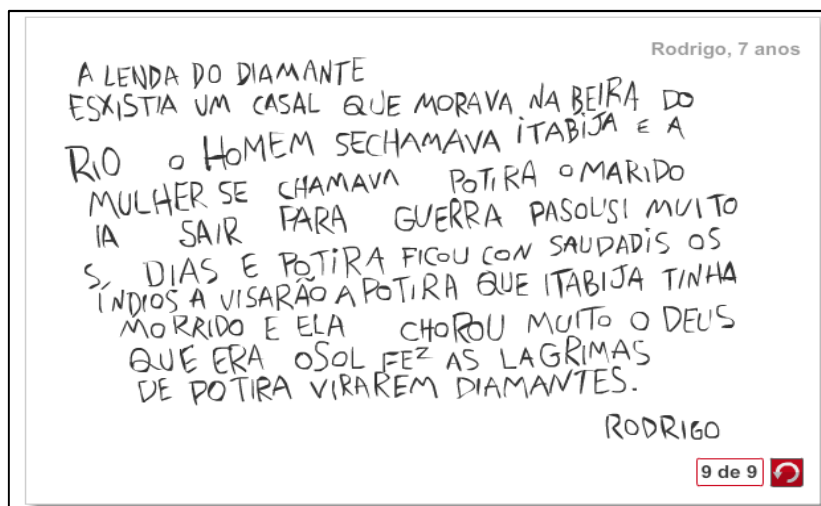 Rodrigo, 7 anos
A LENDA DO DIAMANTE
ESXISTIA UM CASAL QUE MORAVA NA BEIRA DO
RIO O HOMEM SECHAMAVA ITABIJA E A
MULHER SE CHAMAVA POTIRA O MARIDO
IA SAIR PARA GUERRA PASOUSI MUITO
S, DIAS E POTIRA FICOU CON SAUDADIS OS
ÍNDIOS A VISARÃO A POTIRA QUE ITABIJA TINHA
MORRIDO E ELA CHOROU MUITO O DEUS
QUE ERA OSOL FEZ AS LAGRIMAS
DE POTIRA VIRAREM DIAMANTES.
RODRIGO
9 de 9